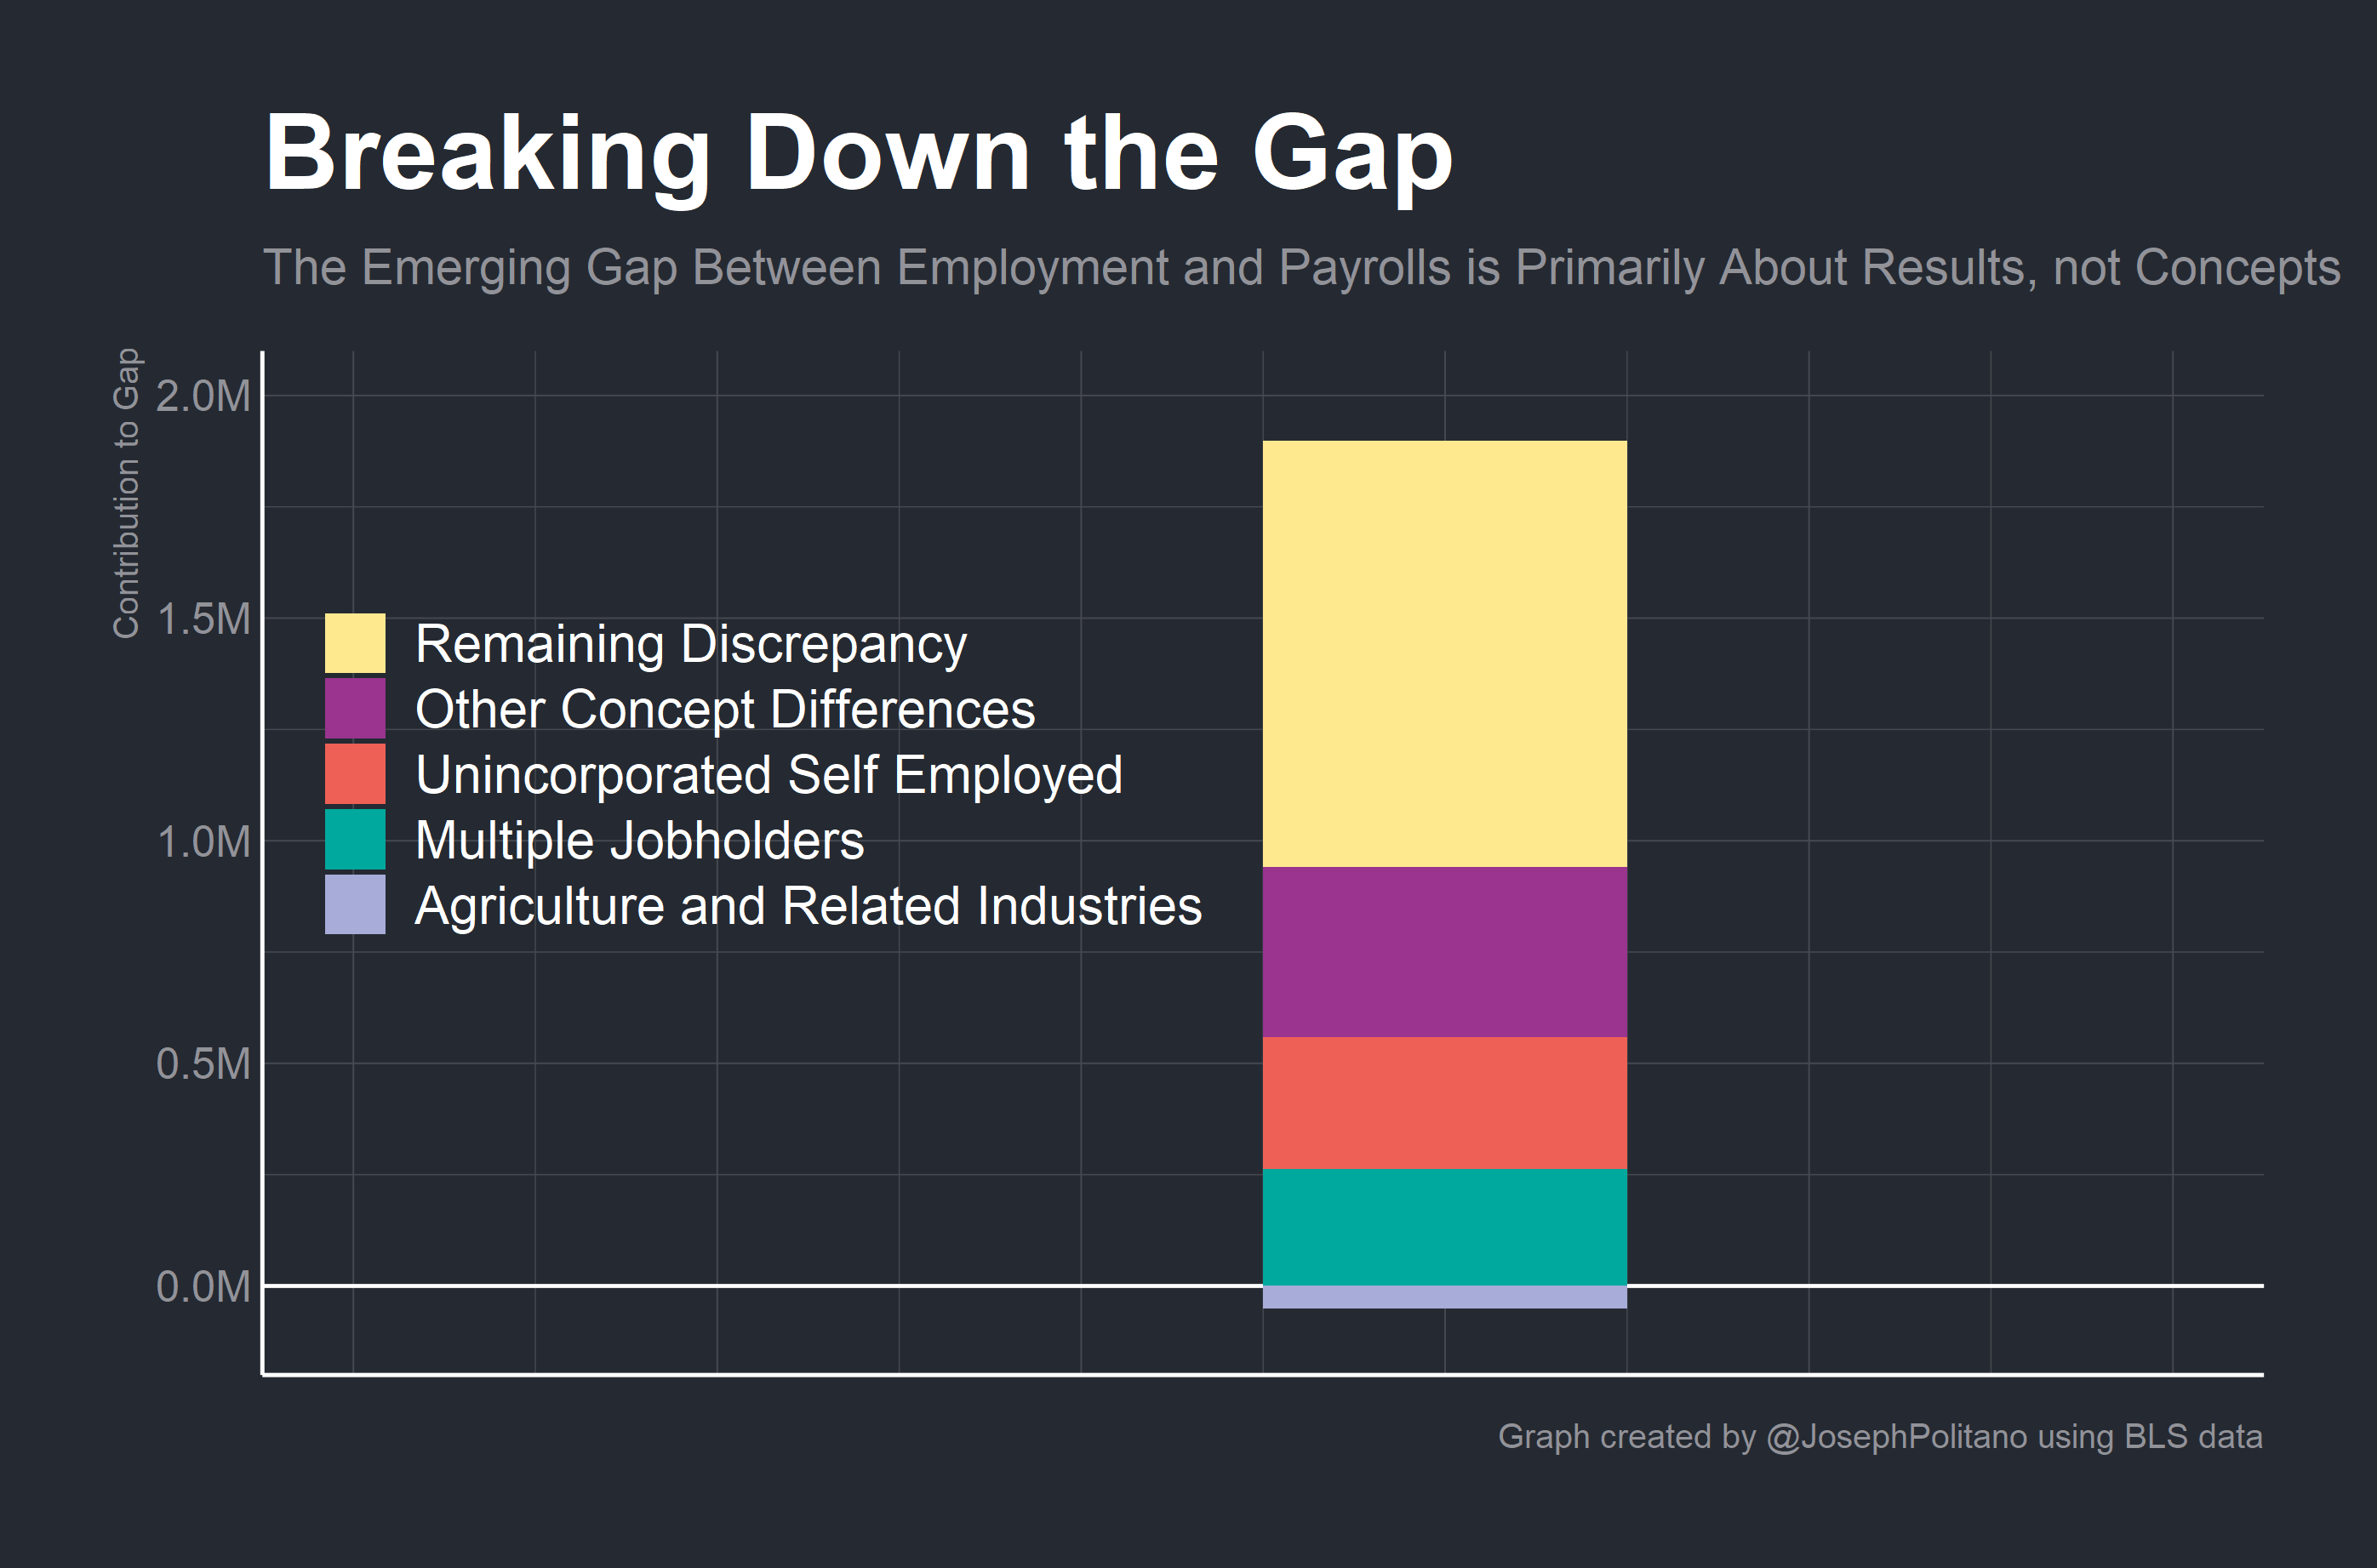 Breaking Down the Gap
The Emerging Gap Between Employment and Payrolls is Primarily About Results, not Concepts
Contribution to Gap
2.0M
1.5M
1.0M
0.5M
0.0M
Remaining Discrepancy
Other Concept Differences
Unincorporated Self Employed
Multiple Jobholders
Agriculture and Related Industries
Graph created by @JosephPolitano using BLS data